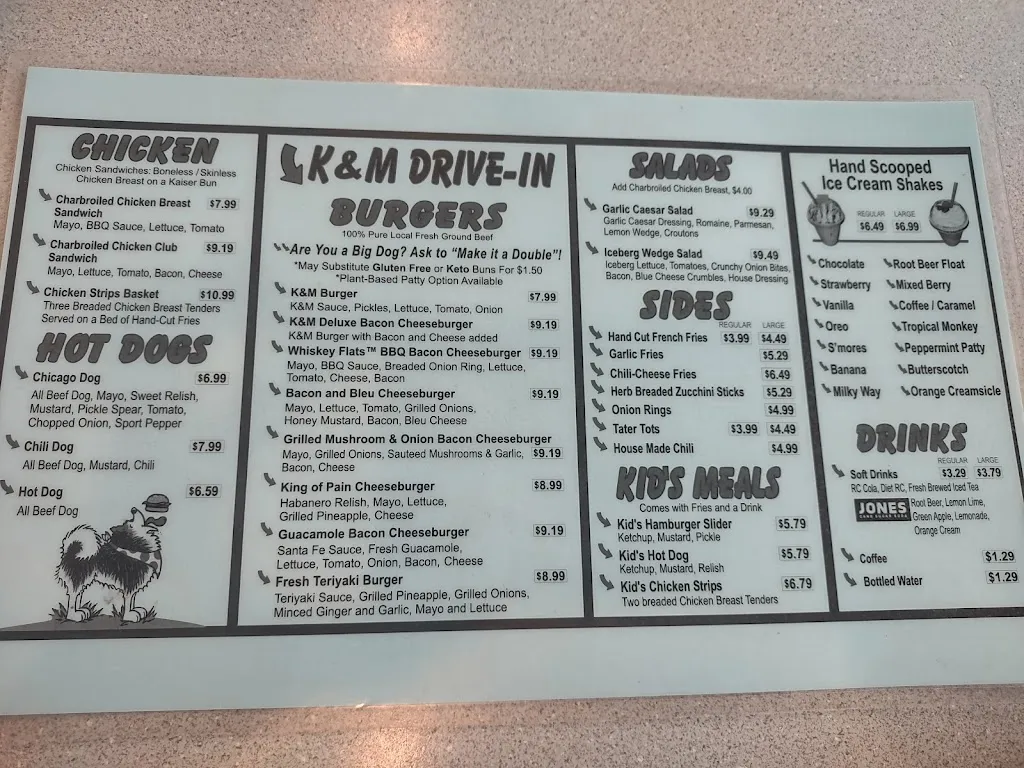 CHICKEN
Chicken Sandwiches: Boneless / Skinless
Chicken Breast on a Kaiser Bun
Charbroiled Chicken Breast $7.99
Sandwich
Mayo, BBQ Sauce, Lettuce, Tomato
Charbroiled Chicken Club $9.19
Sandwich
Mayo, Lettuce, Tomato, Bacon, Cheese
Chicken Strips Basket $10.99
Three Breaded Chicken Breast Tenders
Served on a Bed of Hand-Cut Fries
HOT DOGS
Chicago Dog $6.99
All Beef Dog, Mayo, Sweet Relish,
Mustard, Pickle Spear, Tomato,
Chopped Onion, Sport Pepper
Chili Dog $7.99
All Beef Dog, Mustard, Chili
Hot Dog $6.59
All Beef Dog
K&M DRIVE-IN
BURGERS
100% Pure Local Fresh Ground Beef
Are You a Big Dog? Ask to "Make it a Double"!
*May Substitute Gluten Free or Keto Buns For $1.50
*Plant-Based Patty Option Available
K&M Burger $7.99
K&M Sauce, Pickles, Lettuce, Tomato, Onion
K&M Deluxe Bacon Cheeseburger $9.19
K&M Burger with Bacon and Cheese added
Whiskey Flats™ BBQ Bacon Cheeseburger $9.19
Mayo, BBQ Sauce, Breaded Onion Ring, Lettuce,
Tomato, Cheese, Bacon
Bacon and Bleu Cheeseburger $9.19
Mayo, Lettuce, Tomato, Grilled Onions,
Honey Mustard, Bacon, Bleu Cheese
Grilled Mushroom & Onion Bacon Cheeseburger
Mayo, Grilled Onions, Sauteed Mushrooms & Garlic, $9.19
Bacon, Cheese
King of Pain Cheeseburger $8.99
Habanero Relish, Mayo, Lettuce,
Grilled Pineapple, Cheese
Guacamole Bacon Cheeseburger $9.19
Santa Fe Sauce, Fresh Guacamole,
Lettuce, Tomato, Onion, Bacon, Cheese
Fresh Teriyaki Burger $8.99
Teriyaki Sauce, Grilled Pineapple, Grilled Onions,
Minced Ginger and Garlic, Mayo and Lettuce
SALADS
Add Charbroiled Chicken Breast, $4.00
Garlic Caesar Salad $9.29
Garlic Caesar Dressing, Romaine, Parmesan,
Lemon Wedge, Croutons
Iceberg Wedge Salad $9.49
Iceberg Lettuce, Tomatoes, Crunchy Onion Bites,
Bacon, Blue Cheese Crumbles, House Dressing
SIDES
REGULAR LARGE
Hand Cut French Fries $3.99 $4.49
Garlic Fries $5.29
Chili-Cheese Fries $6.49
Herb Breaded Zucchini Sticks $5.29
Onion Rings $4.99
Tater Tots $3.99 $4.49
House Made Chili $4.99
KID'S MEALS
Comes with Fries and a Drink
Kid's Hamburger Slider $5.79
Ketchup, Mustard, Pickle
Kid's Hot Dog $5.79
Ketchup, Mustard, Relish
Kid's Chicken Strips $6.79
Two breaded Chicken Breast Tenders
Hand Scooped
Ice Cream Shakes
REGULAR LARGE
$6.49 $6.99
Chocolate Root Beer Float
Strawberry Mixed Berry
Vanilla Coffee / Caramel
Oreo Tropical Monkey
S'mores Peppermint Patty
Banana Butterscotch
Milky Way Orange Creamsicle
DRINKS
REGULAR LARGE
Soft Drinks $3.29 $3.79
RC Cola, Diet RC, Fresh Brewed Iced Tea
JONES Root Beer, Lemon Lime,
CANE SUGAR SODA Green Apple, Lemonade,
Orange Cream
Coffee $1.29
Bottled Water $1.29